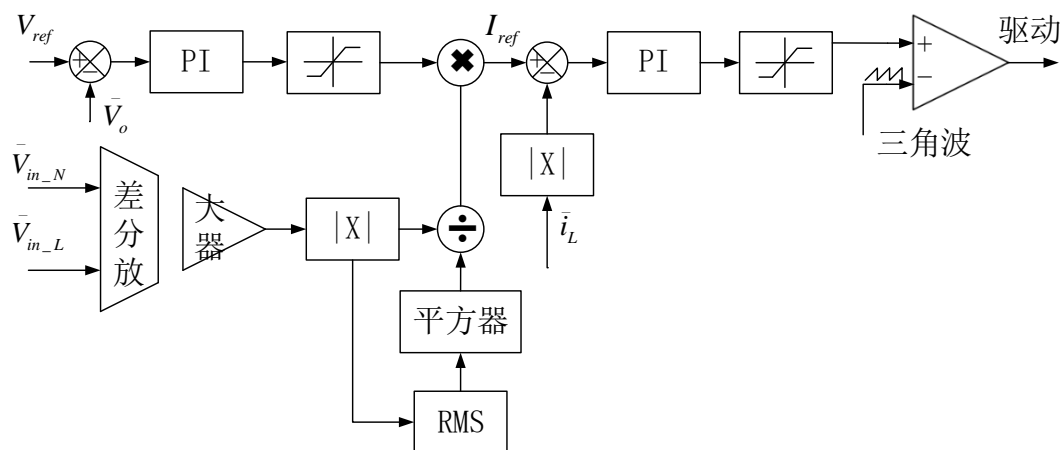 V_ref
+
−
V̄_o
PI
×
I_ref
+
−
PI
+
−
驱动
三角波
V̄_in_N
V̄_in_L
差分放
大器
|X|
÷
|X|
ī_L
平方器
RMS